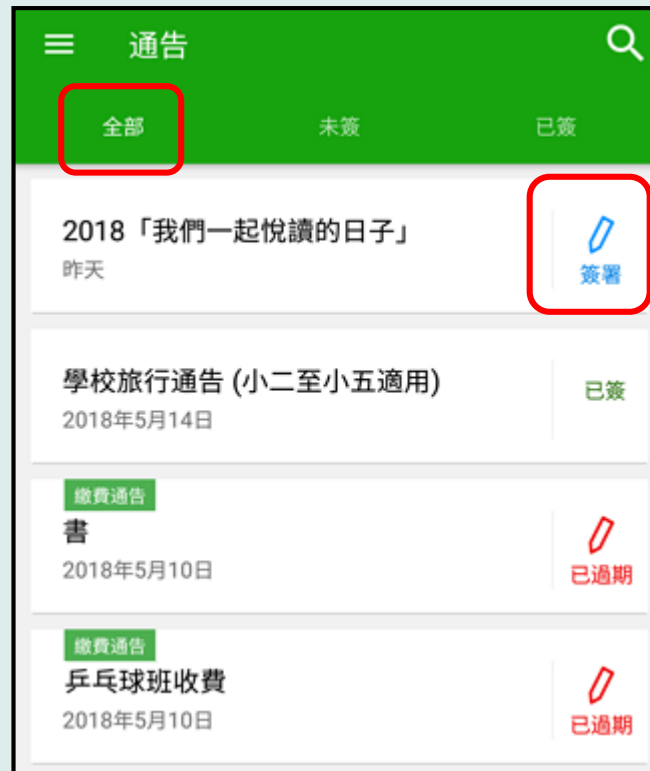 通告
全部 未簽 已簽
2018「我們一起悅讀的日子」
昨天
簽署
學校旅行通告 (小二至小五適用)
已簽
2018年5月14日
繳費通告
書
2018年5月10日
已過期
繳費通告
乒乓球班收費
2018年5月10日
已過期